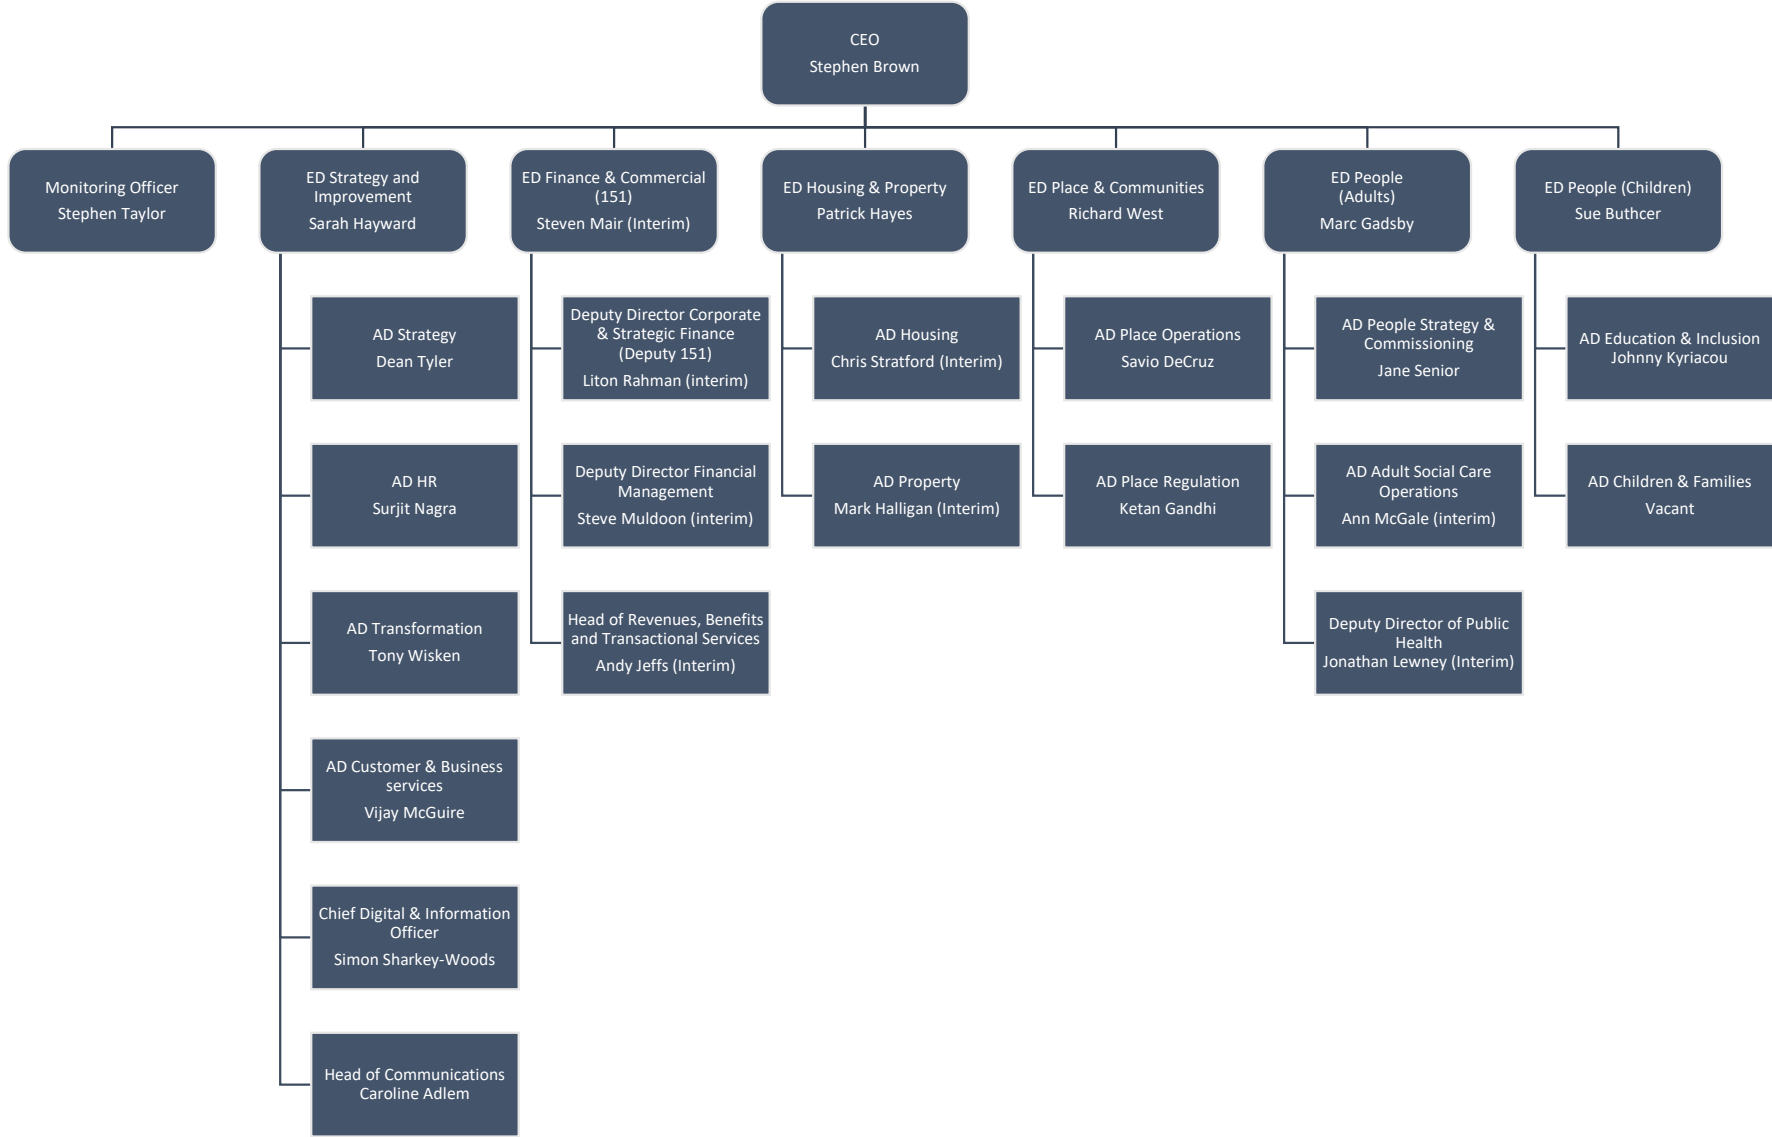 CEO
Stephen Brown
Monitoring Officer
Stephen Taylor
ED Strategy and
Improvement
Sarah Hayward
ED Finance & Commercial
(151)
Steven Mair (Interim)
ED Housing & Property
Patrick Hayes
ED Place & Communities
Richard West
ED People
(Adults)
Marc Gadsby
ED People (Children)
Sue Buthcer
AD Strategy
Dean Tyler
AD HR
Surjit Nagra
AD Transformation
Tony Wisken
AD Customer & Business
services
Vijay McGuire
Chief Digital & Information
Officer
Simon Sharkey-Woods
Head of Communications
Caroline Adlem
Deputy Director Corporate
& Strategic Finance
(Deputy 151)
Liton Rahman (interim)
Deputy Director Financial
Management
Steve Muldoon (interim)
Head of Revenues, Benefits
and Transactional Services
Andy Jeffs (Interim)
AD Housing
Chris Stratford (Interim)
AD Property
Mark Halligan (Interim)
AD Place Operations
Savio DeCruz
AD Place Regulation
Ketan Gandhi
AD People Strategy &
Commissioning
Jane Senior
AD Adult Social Care
Operations
Ann McGale (interim)
Deputy Director of Public
Health
Jonathan Lewney (Interim)
AD Education & Inclusion
Johnny Kyriacou
AD Children & Families
Vacant